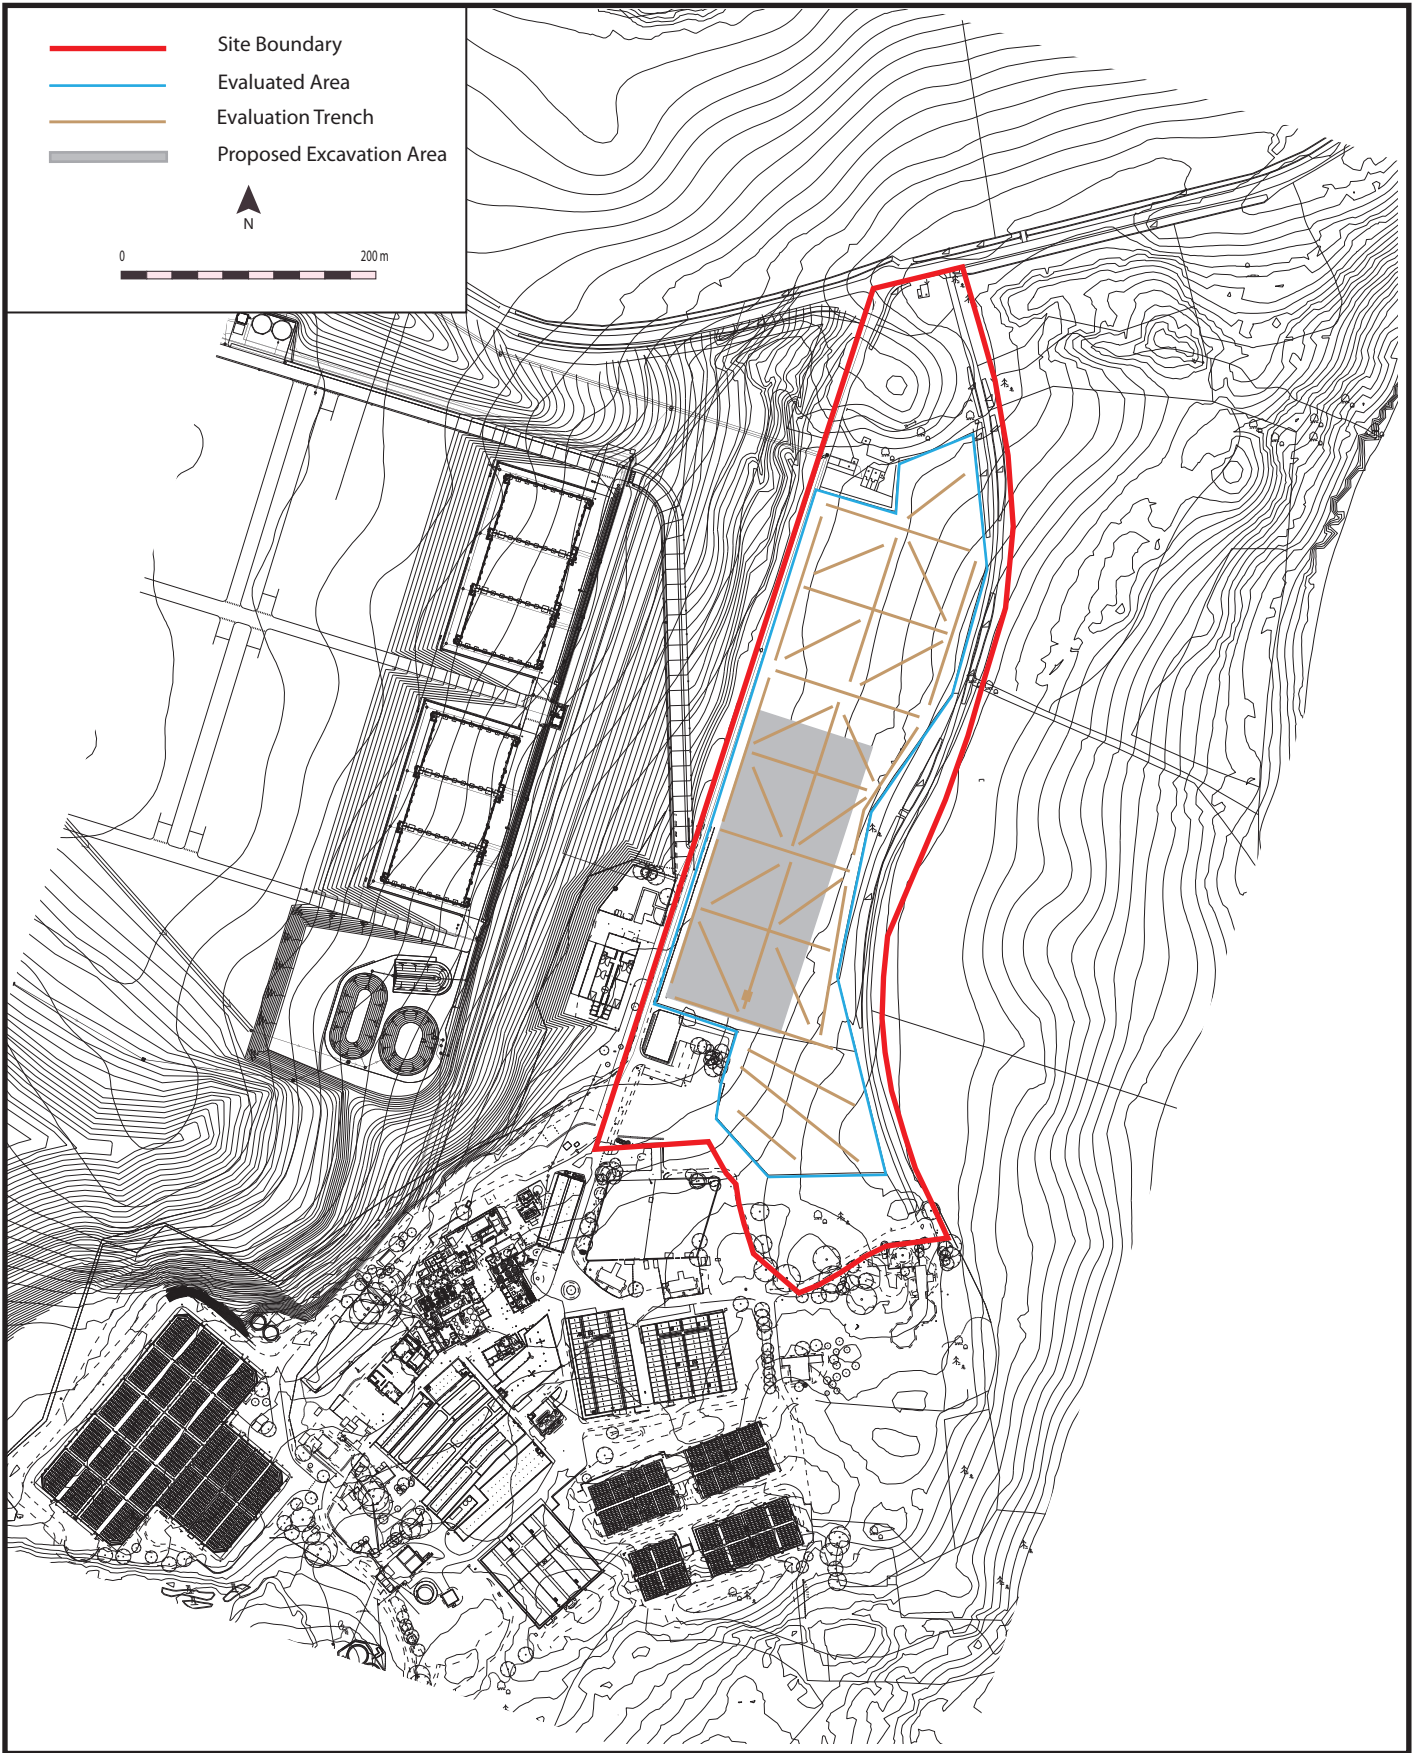 Site Boundary
Evaluated Area
Evaluation Trench
Proposed Excavation Area
N
0 200 m